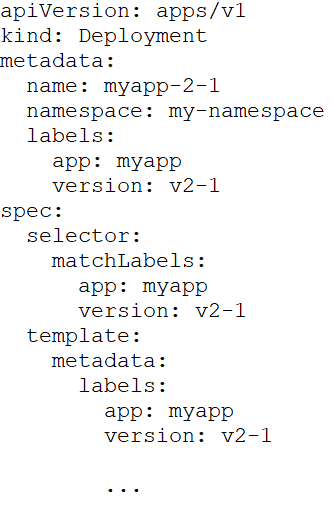 apiVersion: apps/v1
kind: Deployment
metadata:
  name: myapp-2-1
  namespace: my-namespace
  labels:
    app: myapp
    version: v2-1
spec:
  selector:
    matchLabels:
      app: myapp
      version: v2-1
  template:
    metadata:
      labels:
        app: myapp
        version: v2-1
        ...